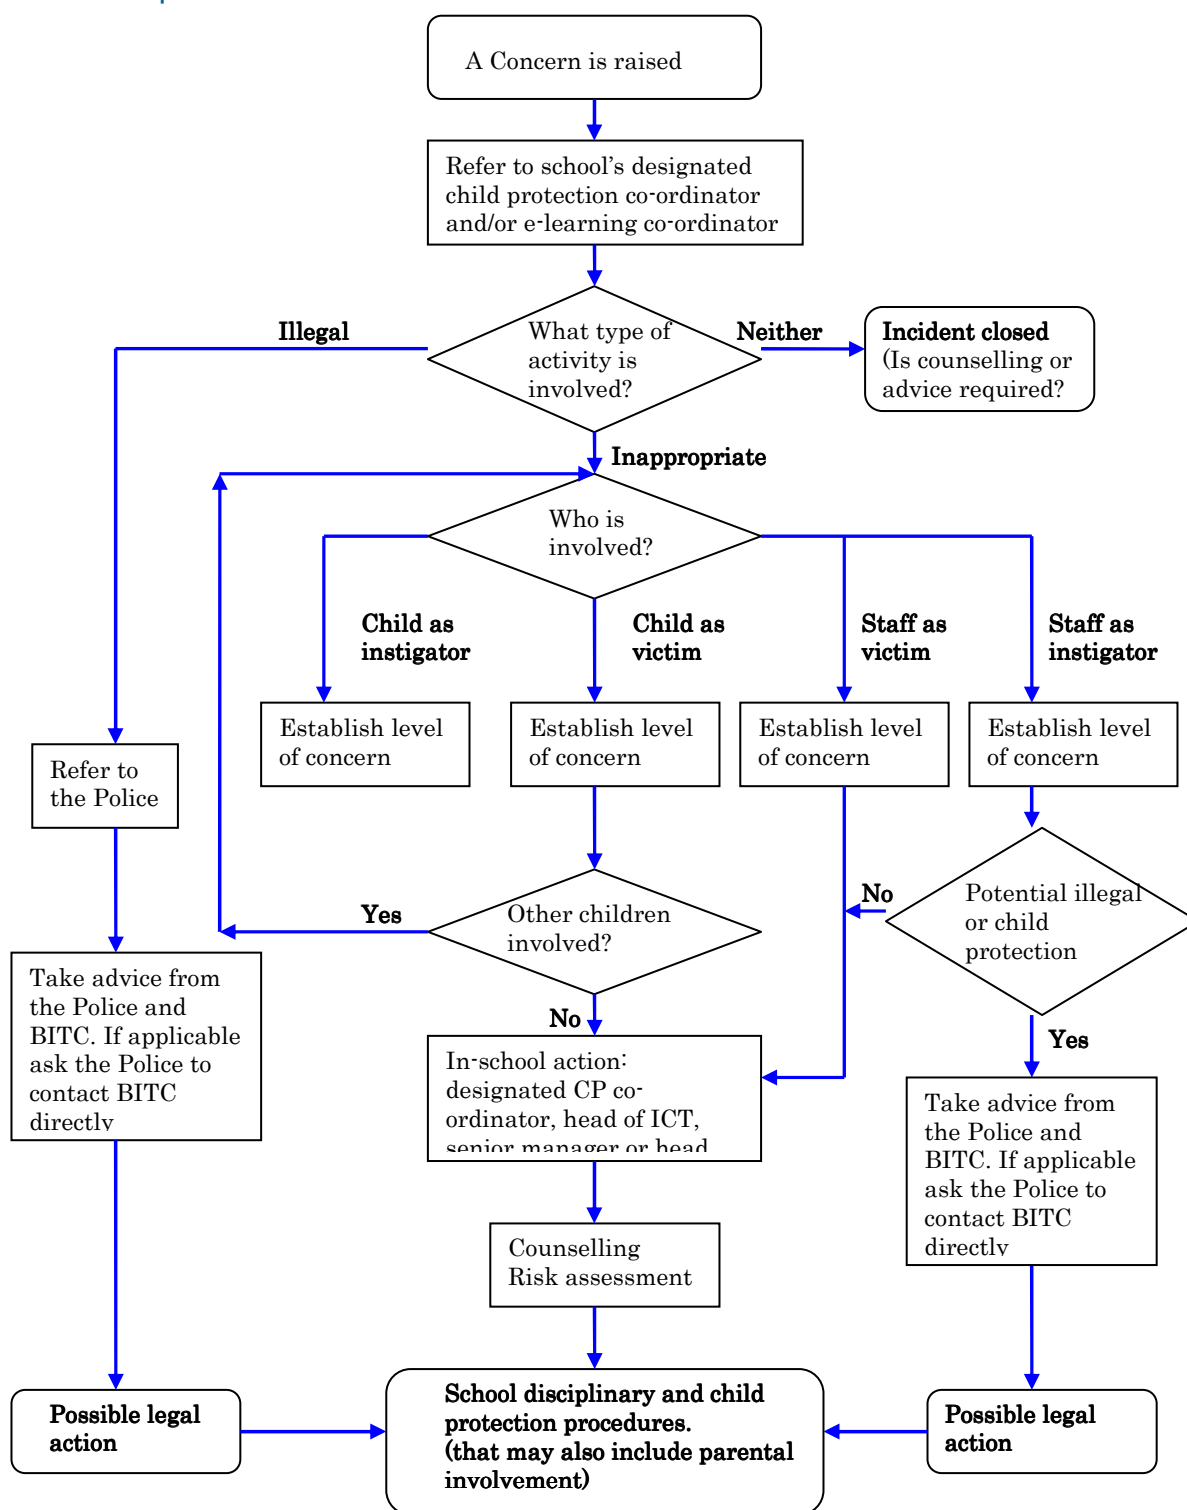 A Concern is raised
Refer to school's designated
child protection co-ordinator
and/or e-learning co-ordinator
Illegal
What type of
activity is
involved?
Neither
Incident closed
(Is counselling or
advice required?
Inappropriate
Who is
involved?
Child as
instigator
Child as
victim
Staff as
victim
Staff as
instigator
Establish level
of concern
Establish level
of concern
Establish level
of concern
Establish level
of concern
Refer to
the Police
Yes
Other children
involved?
No
Potential illegal
or child
protection
Take advice from
the Police and
BITC. If applicable
ask the Police to
contact BITC
directly
No
In-school action:
designated CP co-
ordinator, head of ICT,
senior manager or head
Yes
Take advice from
the Police and
BITC. If applicable
ask the Police to
contact BITC
directly
Counselling
Risk assessment
Possible legal
action
School disciplinary and child
protection procedures.
(that may also include parental
involvement)
Possible legal
action